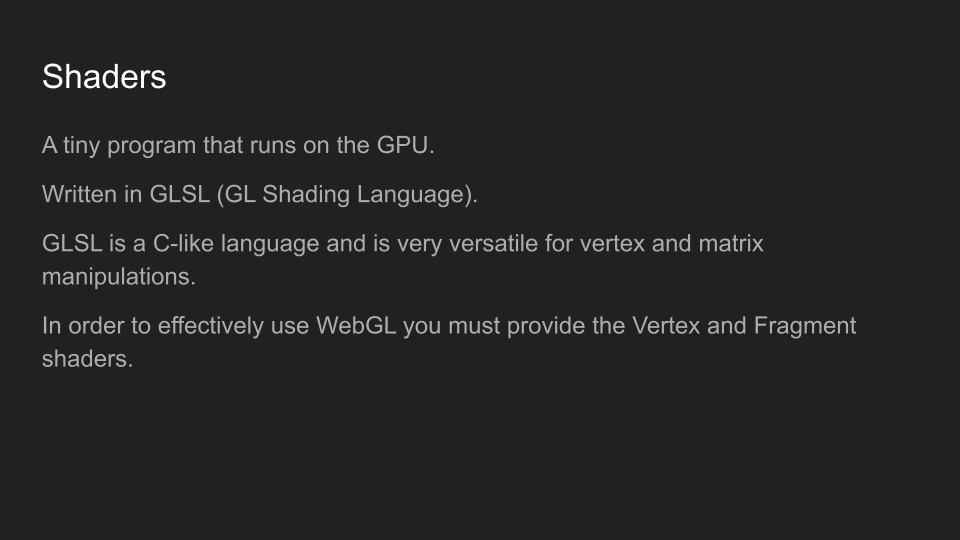 Shaders
A tiny program that runs on the GPU.
Written in GLSL (GL Shading Language).
GLSL is a C-like language and is very versatile for vertex and matrix
manipulations.
In order to effectively use WebGL you must provide the Vertex and Fragment
shaders.